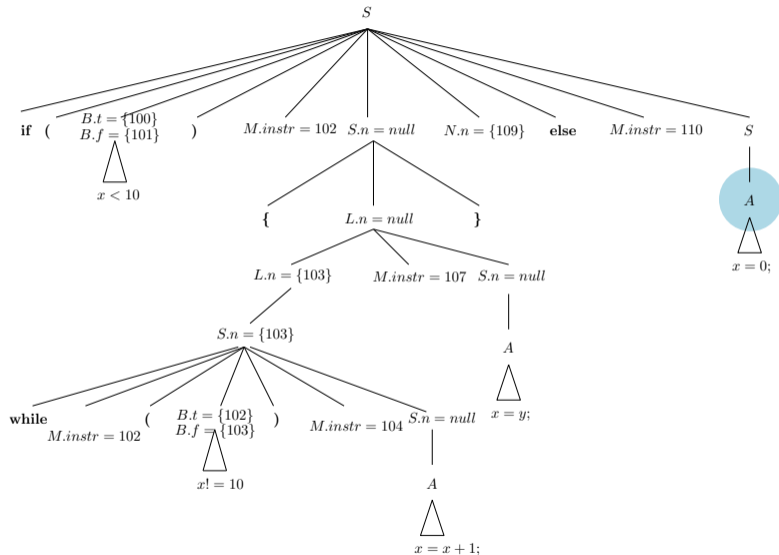 S
if ( B.t = {100} ) M.instr = 102 S.n = null N.n = {109} else M.instr = 110 S
B.f = {101}
x < 10
A
{ L.n = null }
x = 0;
L.n = {103} M.instr = 107 S.n = null
S.n = {103}
A
while M.instr = 102 ( B.t = {102} ) M.instr = 104 S.n = null
B.f = {103}
x = y;
x! = 10
A
x = x + 1;